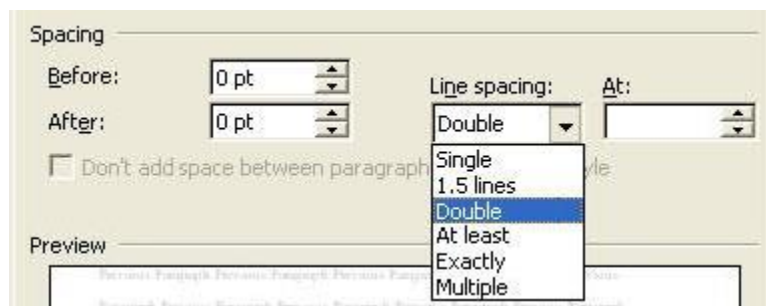 Spacing
Before: 0 pt
Line spacing: At:
After: 0 pt Double
Don't add space between paragraph
Single
1.5 lines
Double
At least
Exactly
Multiple
Preview